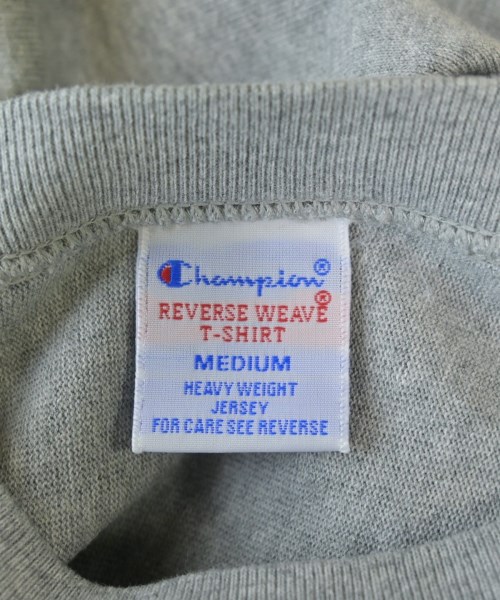 Champion®
REVERSE WEAVE®
T-SHIRT
MEDIUM
HEAVY WEIGHT
JERSEY
FOR CARE SEE REVERSE